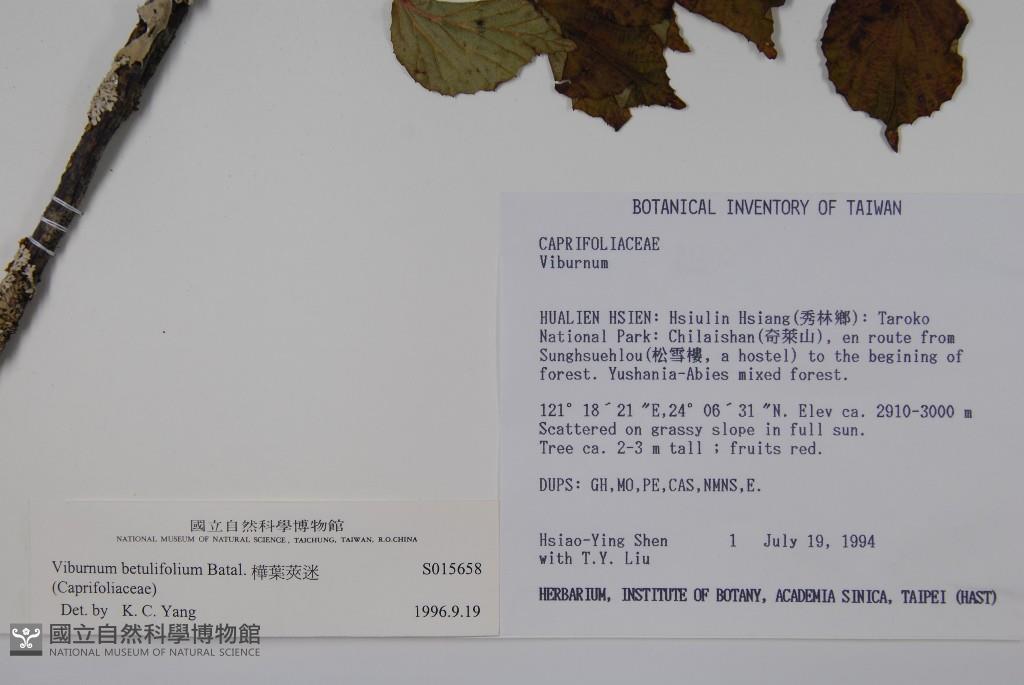 BOTANICAL INVENTORY OF TAIWAN
CAPRIFOLIACEAE
Viburnum
HUALIEN HSIEN: Hsiulin Hsiang(秀林鄉): Taroko
National Park: Chilaishan(奇萊山), en route from
Sunghsuehlou(松雪樓, a hostel) to the begining of
forest. Yushania-Abies mixed forest.
121° 18´21 ″E,24° 06´31 ″N. Elev ca. 2910-3000 m
Scattered on grassy slope in full sun.
Tree ca. 2-3 m tall ; fruits red.
DUPS: GH,MO,PE,CAS,NMNS,E.
Hsiao-Ying Shen 1 July 19, 1994
with T.Y. Liu
HERBARIUM, INSTITUTE OF BOTANY, ACADEMIA SINICA, TAIPEI (HAST)
國立自然科學博物館
NATIONAL MUSEUM OF NATURAL SCIENCE, TAICHUNG, TAIWAN, R.O.CHINA
Viburnum betulifolium Batal. 樺葉莢迷 S015658
(Caprifoliaceae)
Det. by K. C. Yang 1996.9.19
國立自然科學博物館
NATIONAL MUSEUM OF NATURAL SCIENCE